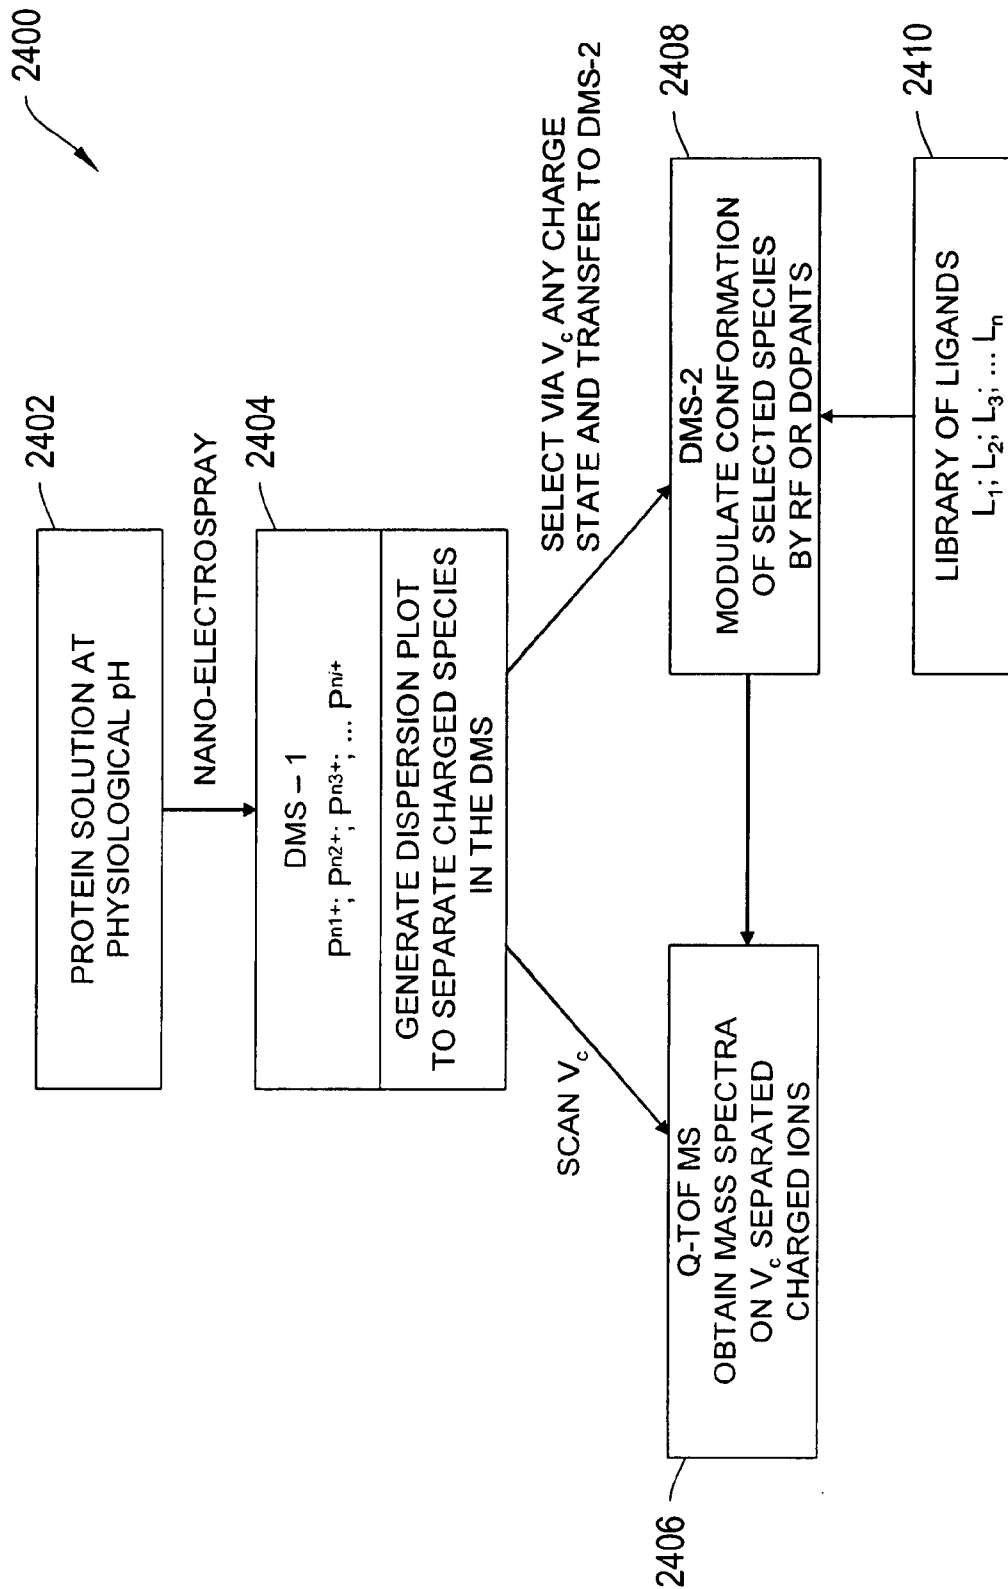 2400
2402
PROTEIN SOLUTION AT
PHYSIOLOGICAL pH
NANO-ELECTROSPRAY
2404
DMS – 1
Pn1+; Pn2+; Pn3+; ... Pni+
GENERATE DISPERSION PLOT
TO SEPARATE CHARGED SPECIES
IN THE DMS
SCAN Vc
SELECT VIA Vc ANY CHARGE
STATE AND TRANSFER TO DMS-2
2406
Q-TOF MS
OBTAIN MASS SPECTRA
ON Vc SEPARATED
CHARGED IONS
2408
DMS-2
MODULATE CONFORMATION
OF SELECTED SPECIES
BY RF OR DOPANTS
2410
LIBRARY OF LIGANDS
L1; L2; L3; ... Ln